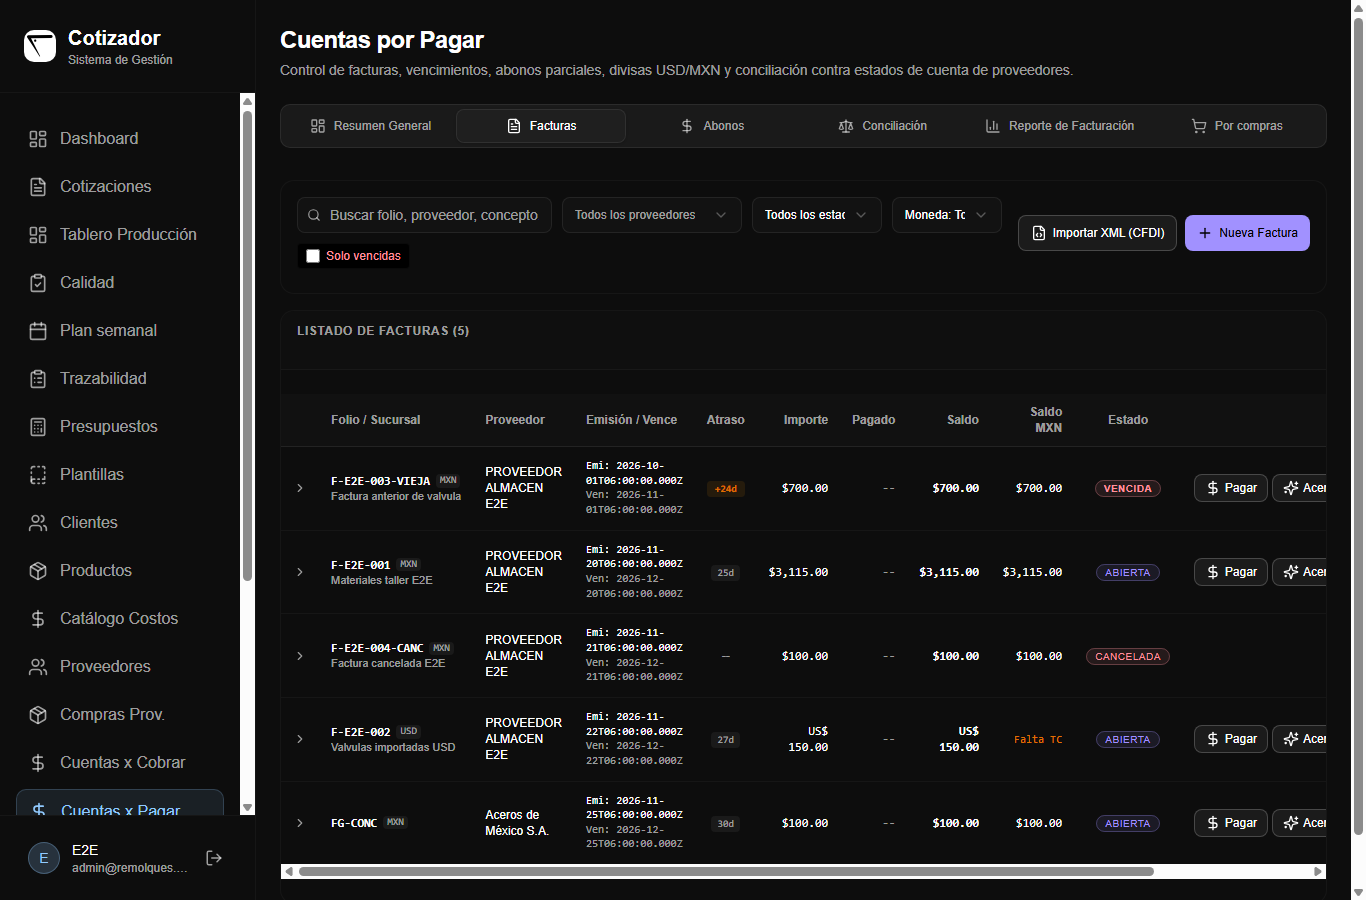 Cotizador
Sistema de Gestión
Dashboard
Cotizaciones
Tablero Producción
Calidad
Plan semanal
Trazabilidad
Presupuestos
Plantillas
Clientes
Productos
Catálogo Costos
Proveedores
Compras Prov.
Cuentas x Cobrar
Cuentas x Pagar
E
E2E
admin@remolques....
Cuentas por Pagar
Control de facturas, vencimientos, abonos parciales, divisas USD/MXN y conciliación contra estados de cuenta de proveedores.
Resumen General
Facturas
Abonos
Conciliación
Reporte de Facturación
Por compras
Buscar folio, proveedor, concepto
Todos los proveedores
Todos los estac
Moneda: Tc
Solo vencidas
Importar XML (CFDI)
Nueva Factura
LISTADO DE FACTURAS (5)
Folio / Sucursal Proveedor Emisión / Vence Atraso Importe Pagado Saldo Saldo MXN Estado
F-E2E-003-VIEJA MXN
Factura anterior de valvula
PROVEEDOR
ALMACEN
E2E
Emi: 2026-10-
01T06:00:00.000Z
Ven: 2026-11-
01T06:00:00.000Z
+24d $700.00 -- $700.00 $700.00 VENCIDA Pagar Acer
F-E2E-001 MXN
Materiales taller E2E
PROVEEDOR
ALMACEN
E2E
Emi: 2026-11-
20T06:00:00.000Z
Ven: 2026-12-
20T06:00:00.000Z
25d $3,115.00 -- $3,115.00 $3,115.00 ABIERTA Pagar Acer
F-E2E-004-CANC MXN
Factura cancelada E2E
PROVEEDOR
ALMACEN
E2E
Emi: 2026-11-
21T06:00:00.000Z
Ven: 2026-12-
21T06:00:00.000Z
-- $100.00 -- $100.00 $100.00 CANCELADA
F-E2E-002 USD
Valvulas importadas USD
PROVEEDOR
ALMACEN
E2E
Emi: 2026-11-
22T06:00:00.000Z
Ven: 2026-12-
22T06:00:00.000Z
27d US$ 150.00 -- US$ 150.00 Falta TC ABIERTA Pagar Acer
FG-CONC MXN
Aceros de
México S.A.
Emi: 2026-11-
25T06:00:00.000Z
Ven: 2026-12-
25T06:00:00.000Z
30d $100.00 -- $100.00 $100.00 ABIERTA Pagar Acer